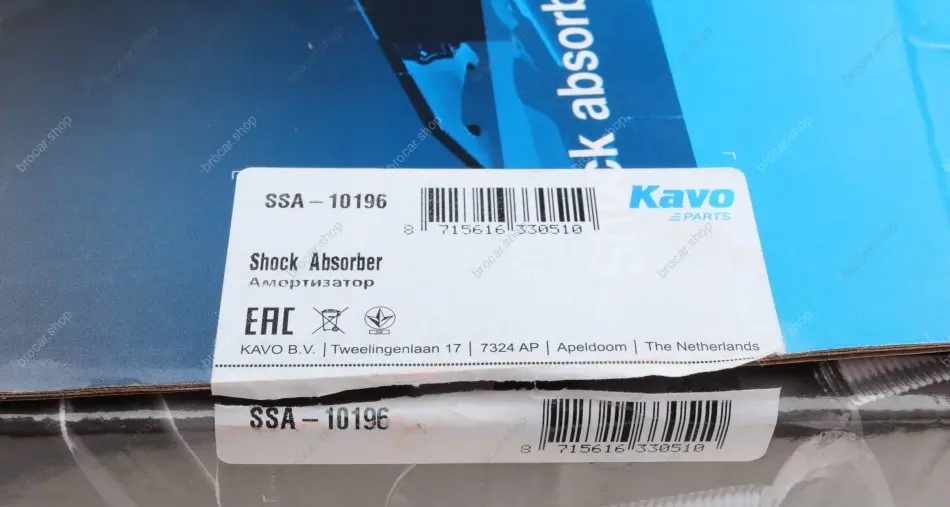 ck absorb
SSA-10196
8 715616 330510
Kavo
PARTS
Shock Absorber
Амортизатор
EAC
KAVO B.V. | Tweelingenlaan 17 | 7324 AP | Apeldoorn | The Netherlands
SSA-10196
8 715616 330510
brocar.shop